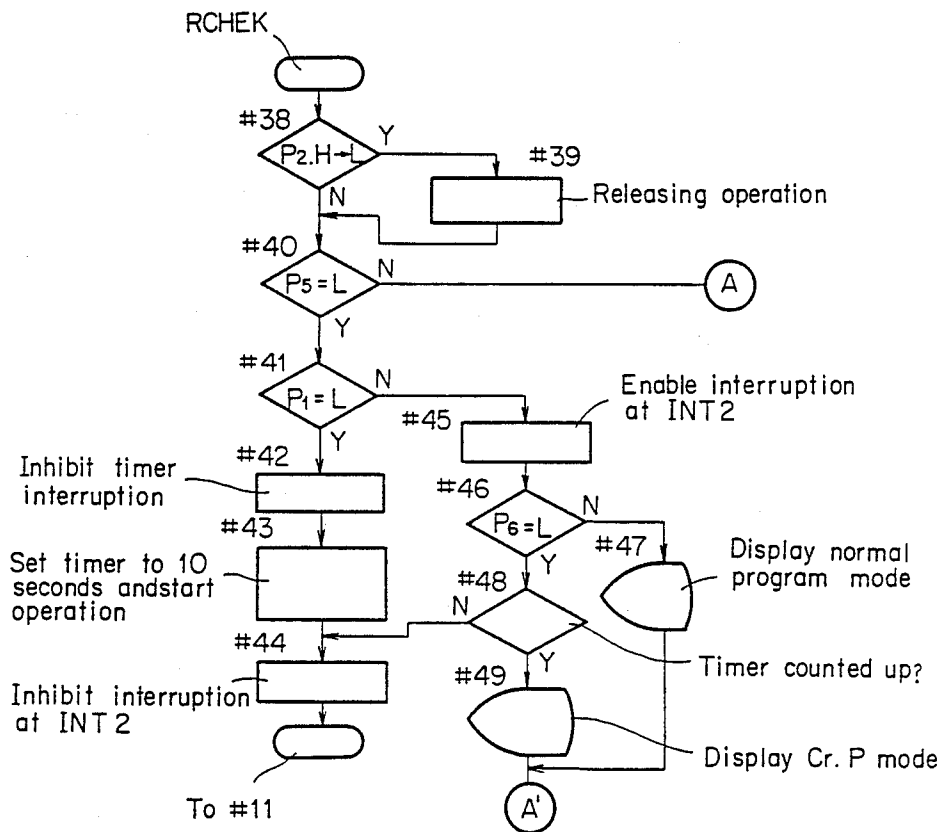 RCHEK
#38
P2.H→L
Y
N
#39
Releasing operation
#40
P5=L
N
A
Y
#41
P1=L
N
Y
#45
Enable interruption
at INT2
#42
Inhibit timer
interruption
#46
P6=L
N
Y
#47
Display normal
program mode
#43
Set timer to 10
seconds andstart
operation
#48
N
Y
Timer counted up?
#44
Inhibit interruption
at INT2
#49
Display Cr. P mode
To #11
A'